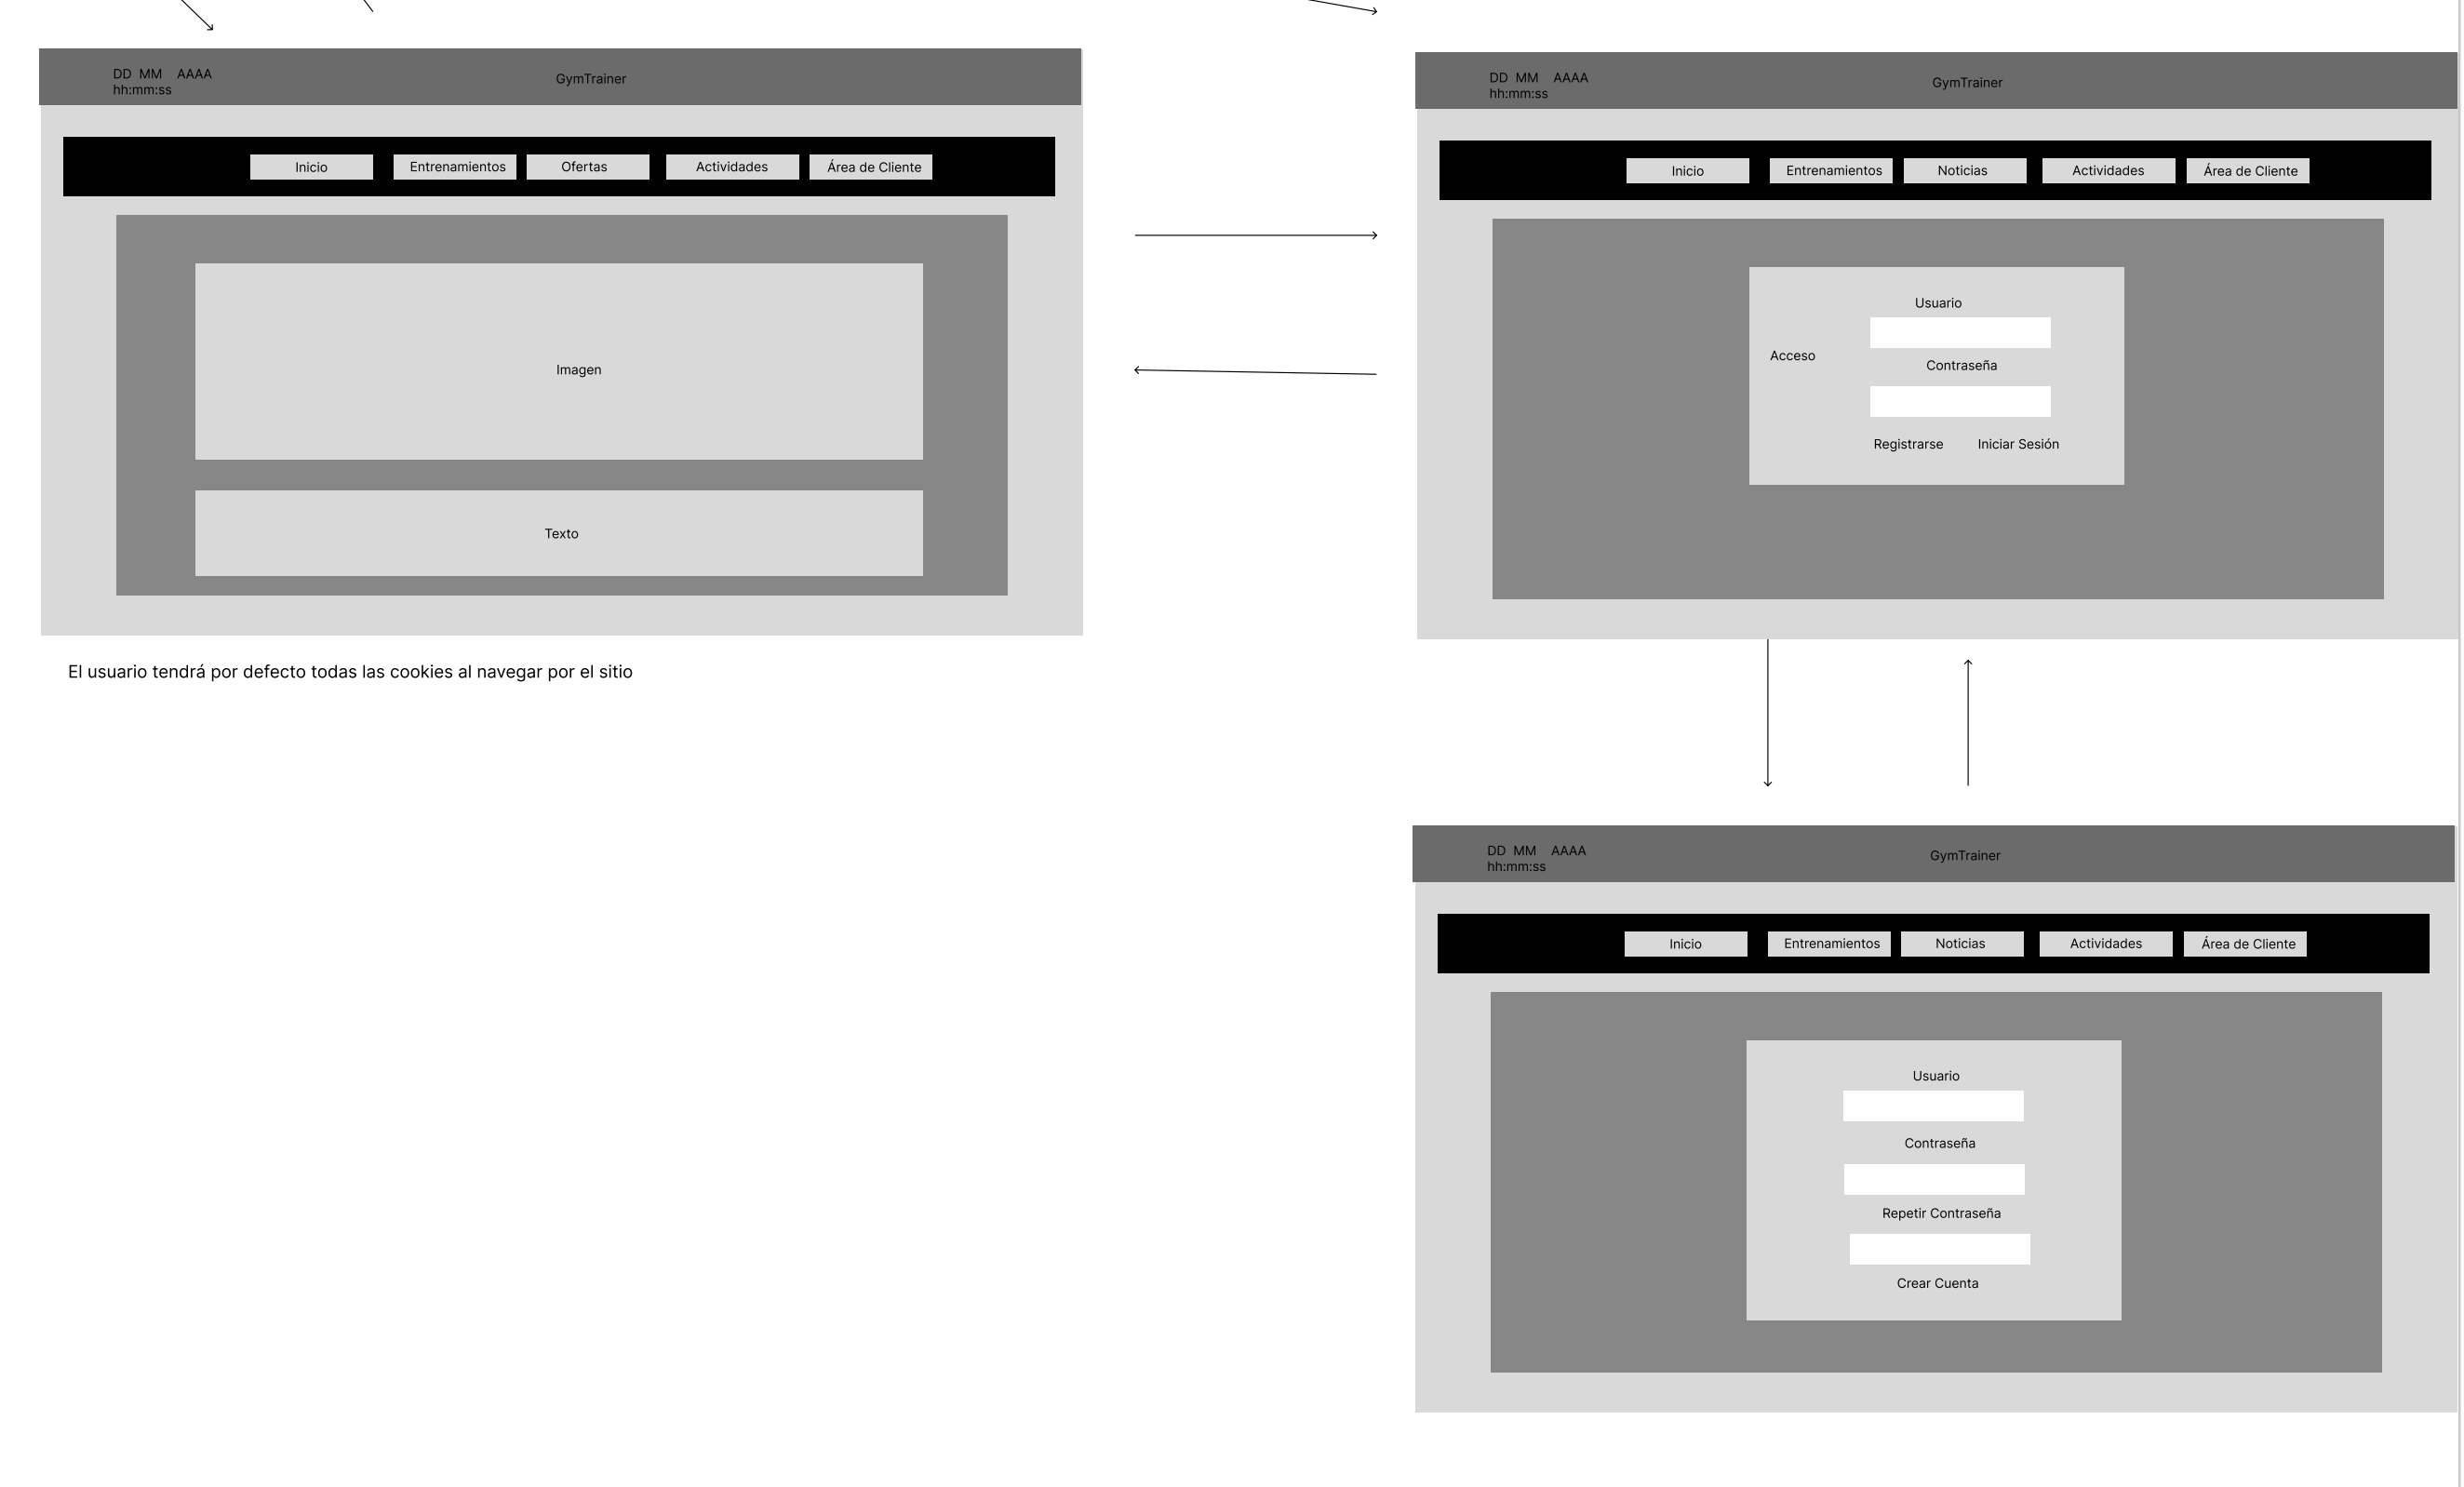 DD MM AAAA
hh:mm:ss
GymTrainer
Inicio
Entrenamientos
Ofertas
Actividades
Área de Cliente
Imagen
Texto
El usuario tendrá por defecto todas las cookies al navegar por el sitio
DD MM AAAA
hh:mm:ss
GymTrainer
Inicio
Entrenamientos
Noticias
Actividades
Área de Cliente
Usuario
Acceso
Contraseña
Registrarse
Iniciar Sesión
DD MM AAAA
hh:mm:ss
GymTrainer
Inicio
Entrenamientos
Noticias
Actividades
Área de Cliente
Usuario
Contraseña
Repetir Contraseña
Crear Cuenta